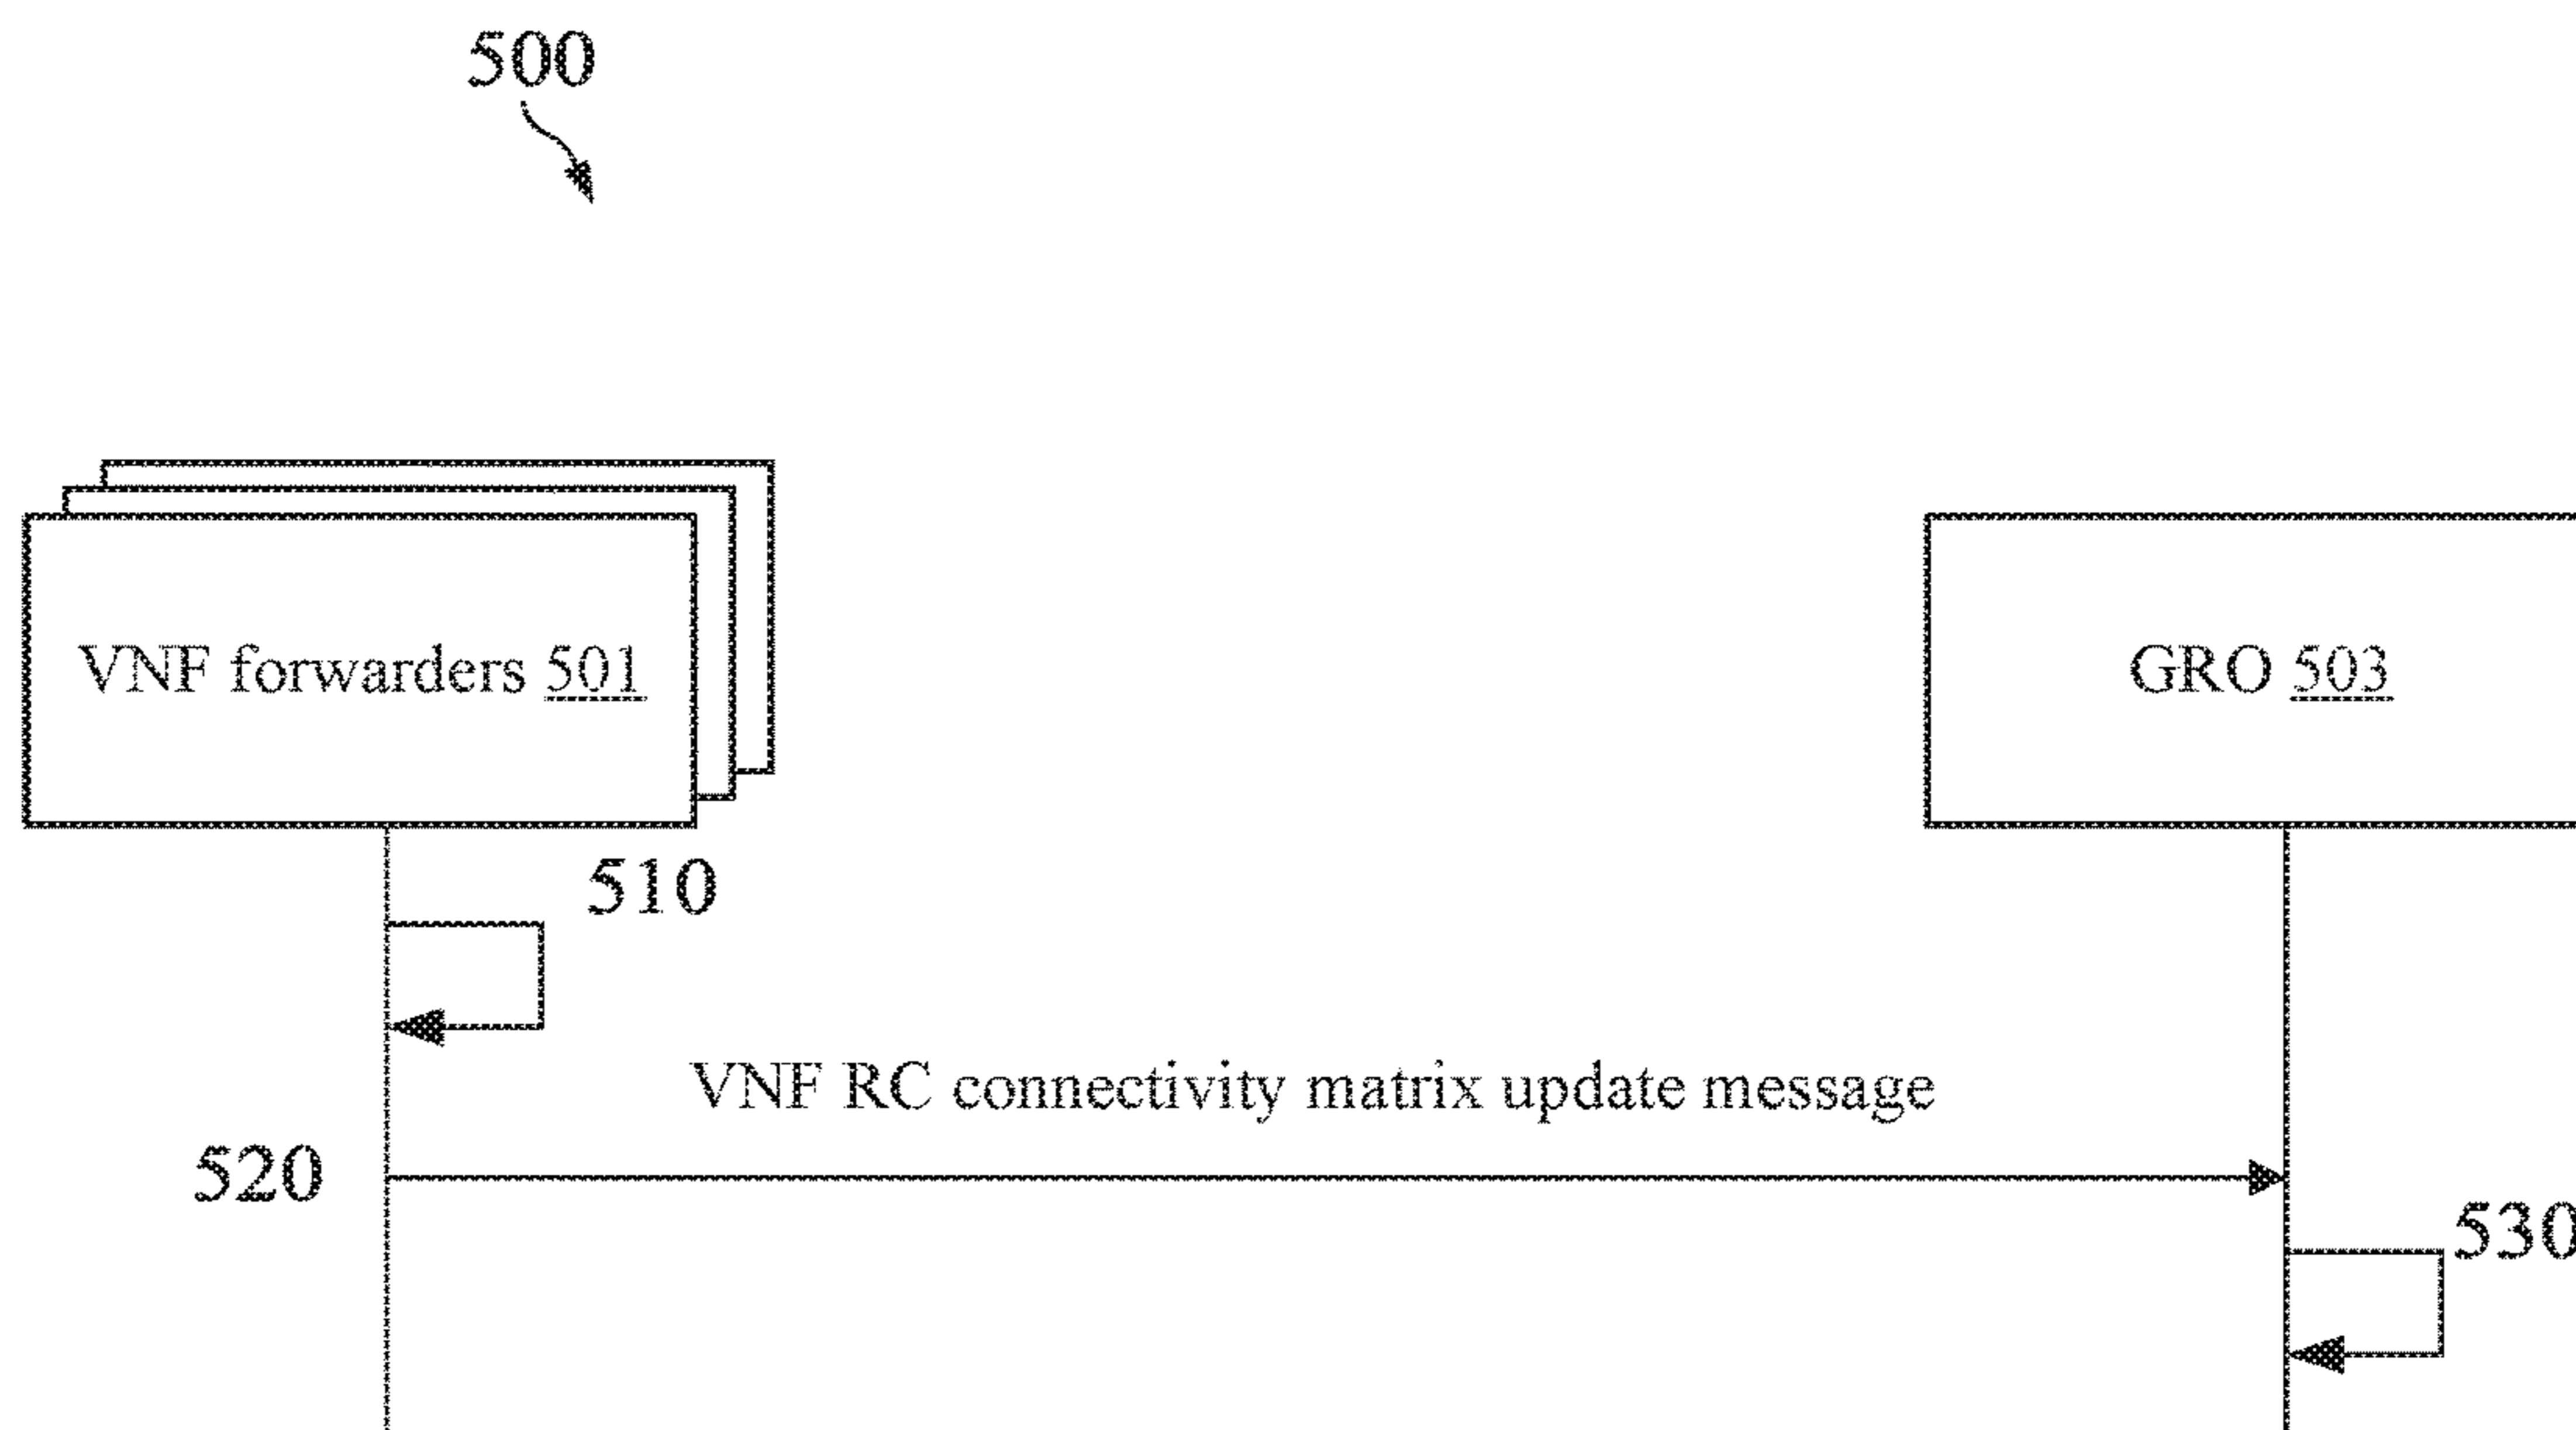 500
VNF forwarders 501
GRO 503
510
VNF RC connectivity matrix update message
520
530